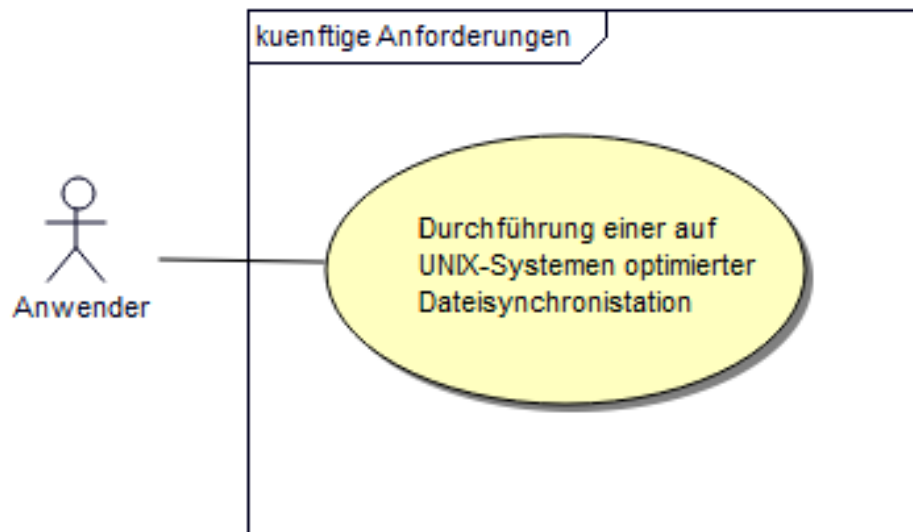 kuenftige Anforderungen
Durchführung einer auf
UNIX-Systemen optimierter
Dateisynchronistation
Anwender